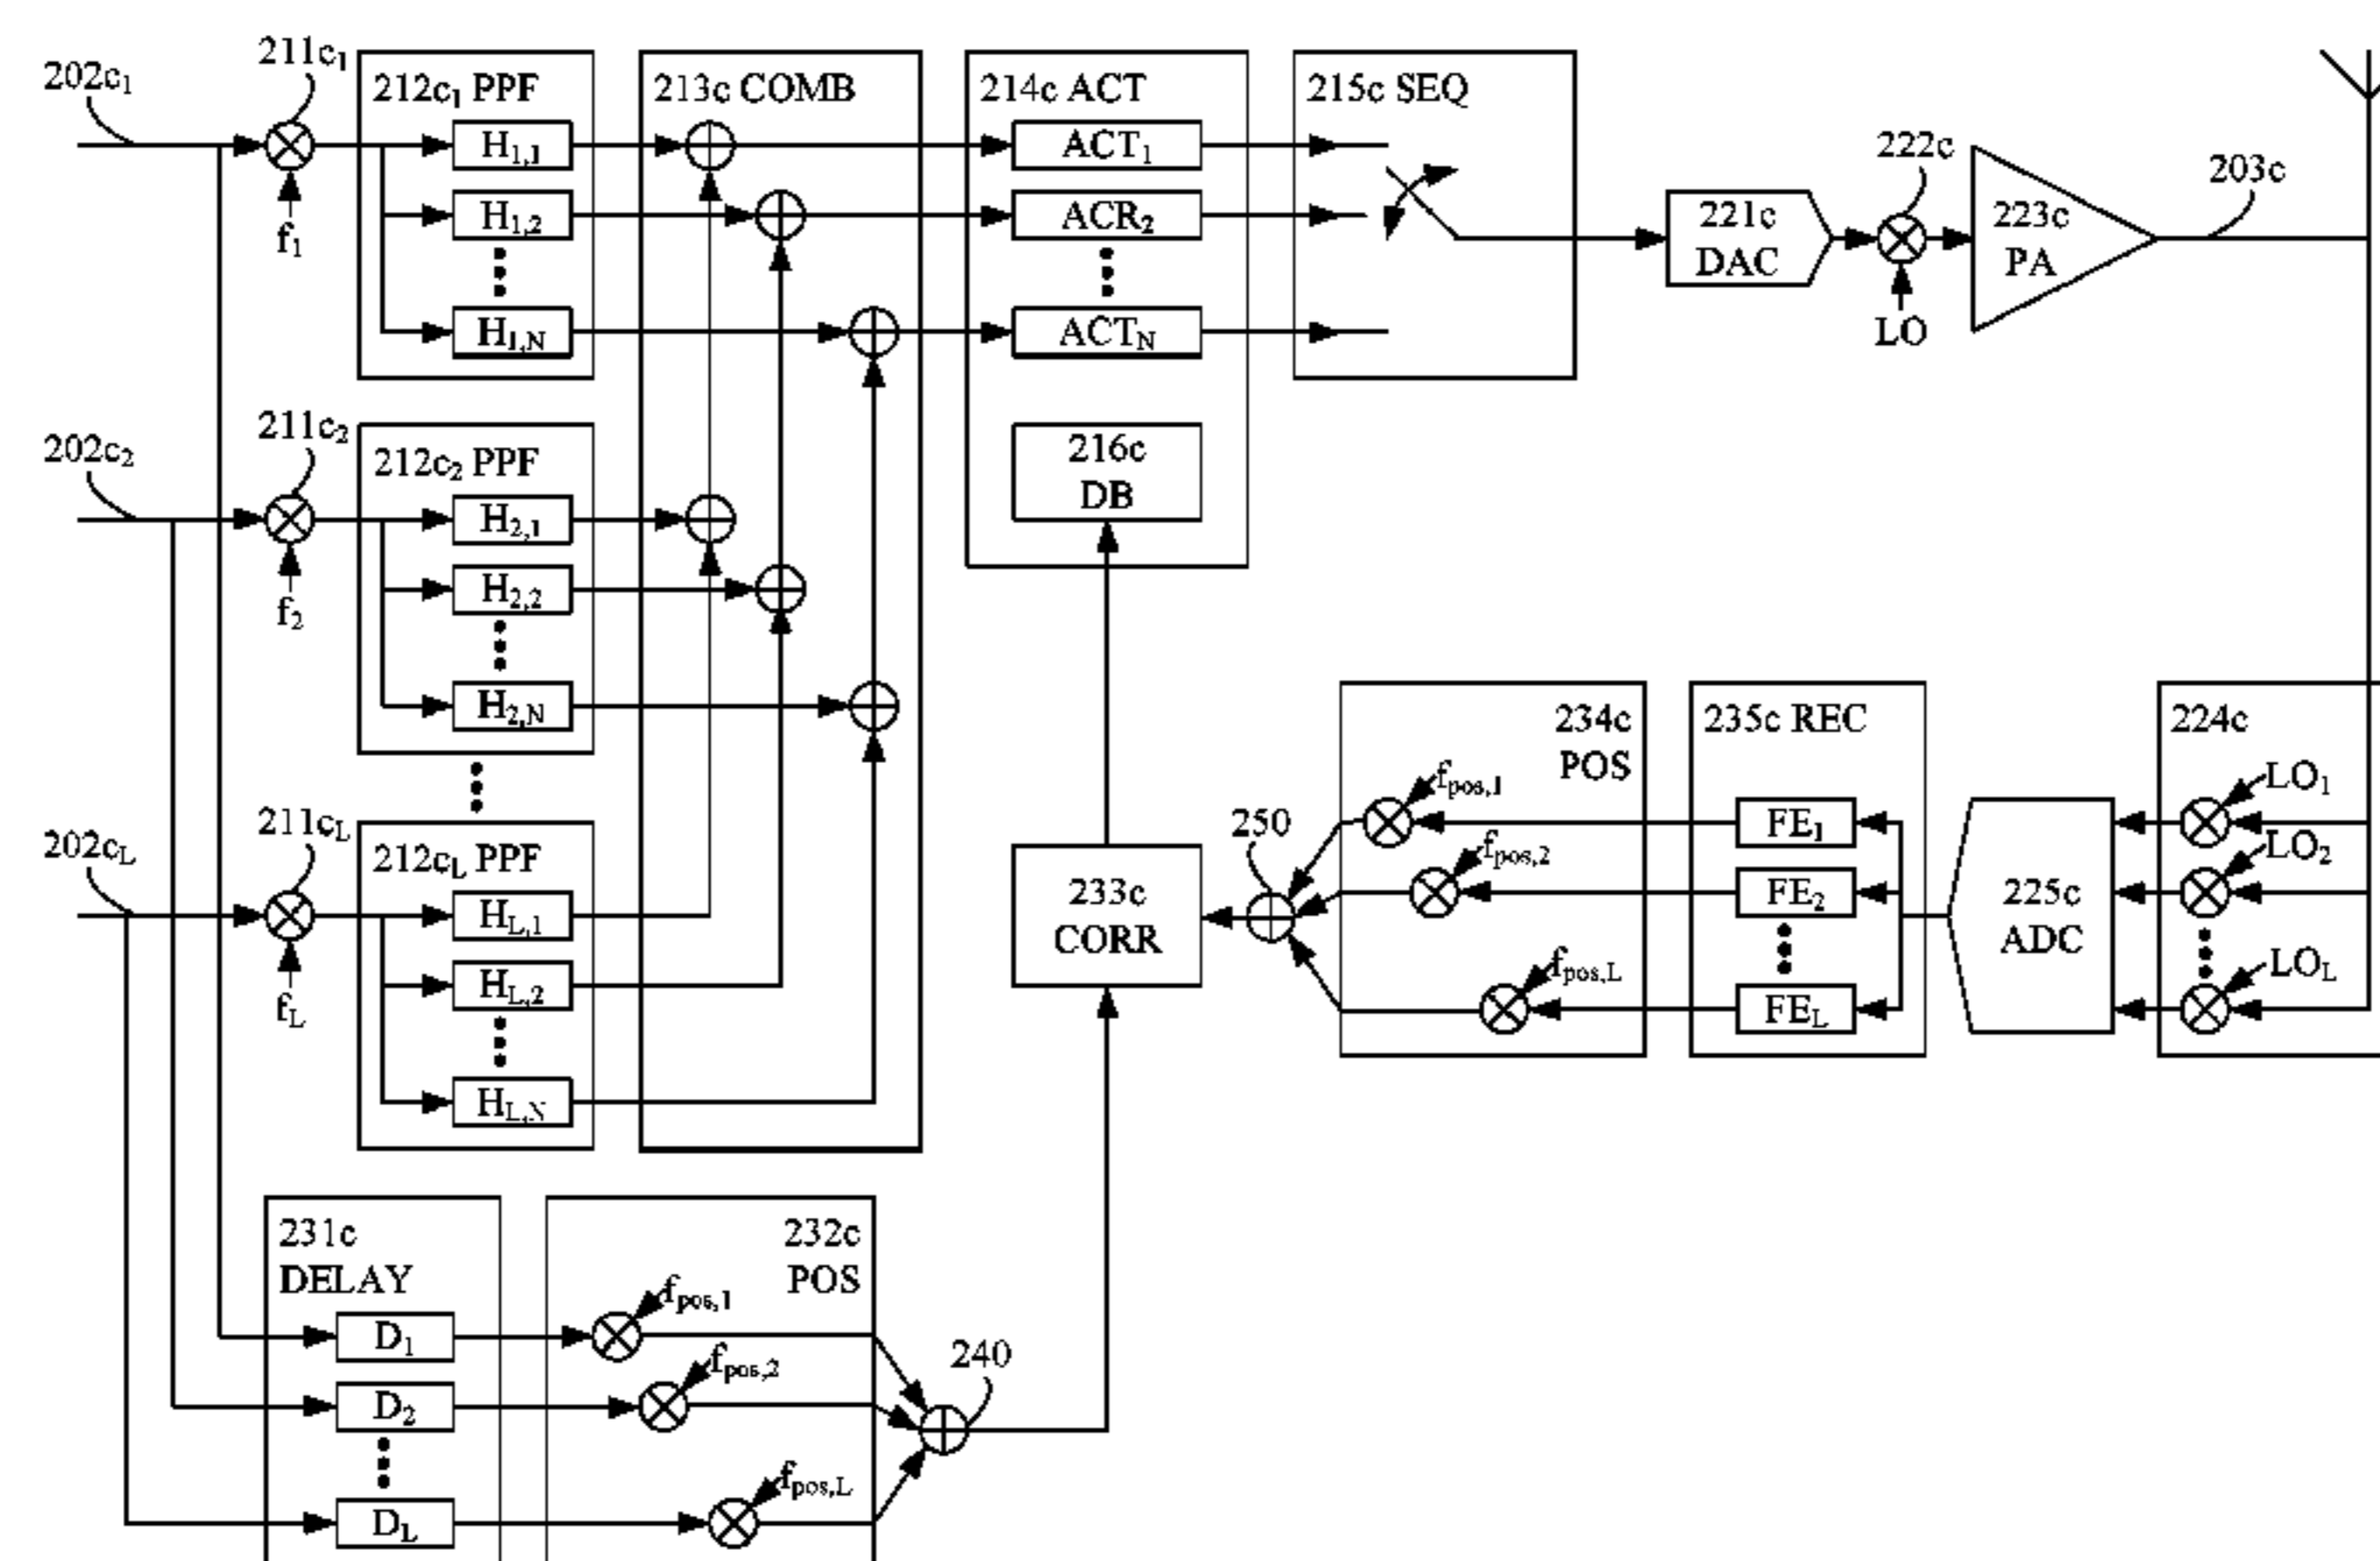 202c1
211c1
212c1 PPF
213c COMB
214c ACT
215c SEQ
H1,1
H1,2
H1,N
f1
ACT1
ACR2
ACTN
221c
DAC
222c
LO
223c
PA
203c
202c2
211c2
212c2 PPF
H2,1
H2,2
H2,N
f2
216c
DB
202cL
211cL
212cL PPF
HL,1
HL,2
HL,N
fL
233c
CORR
250
234c
POS
fpos,1
fpos,2
fpos,L
235c REC
FE1
FE2
FEL
225c
ADC
224c
LO1
LO2
LOL
231c
DELAY
D1
D2
DL
232c
POS
fpos,1
fpos,2
fpos,L
240